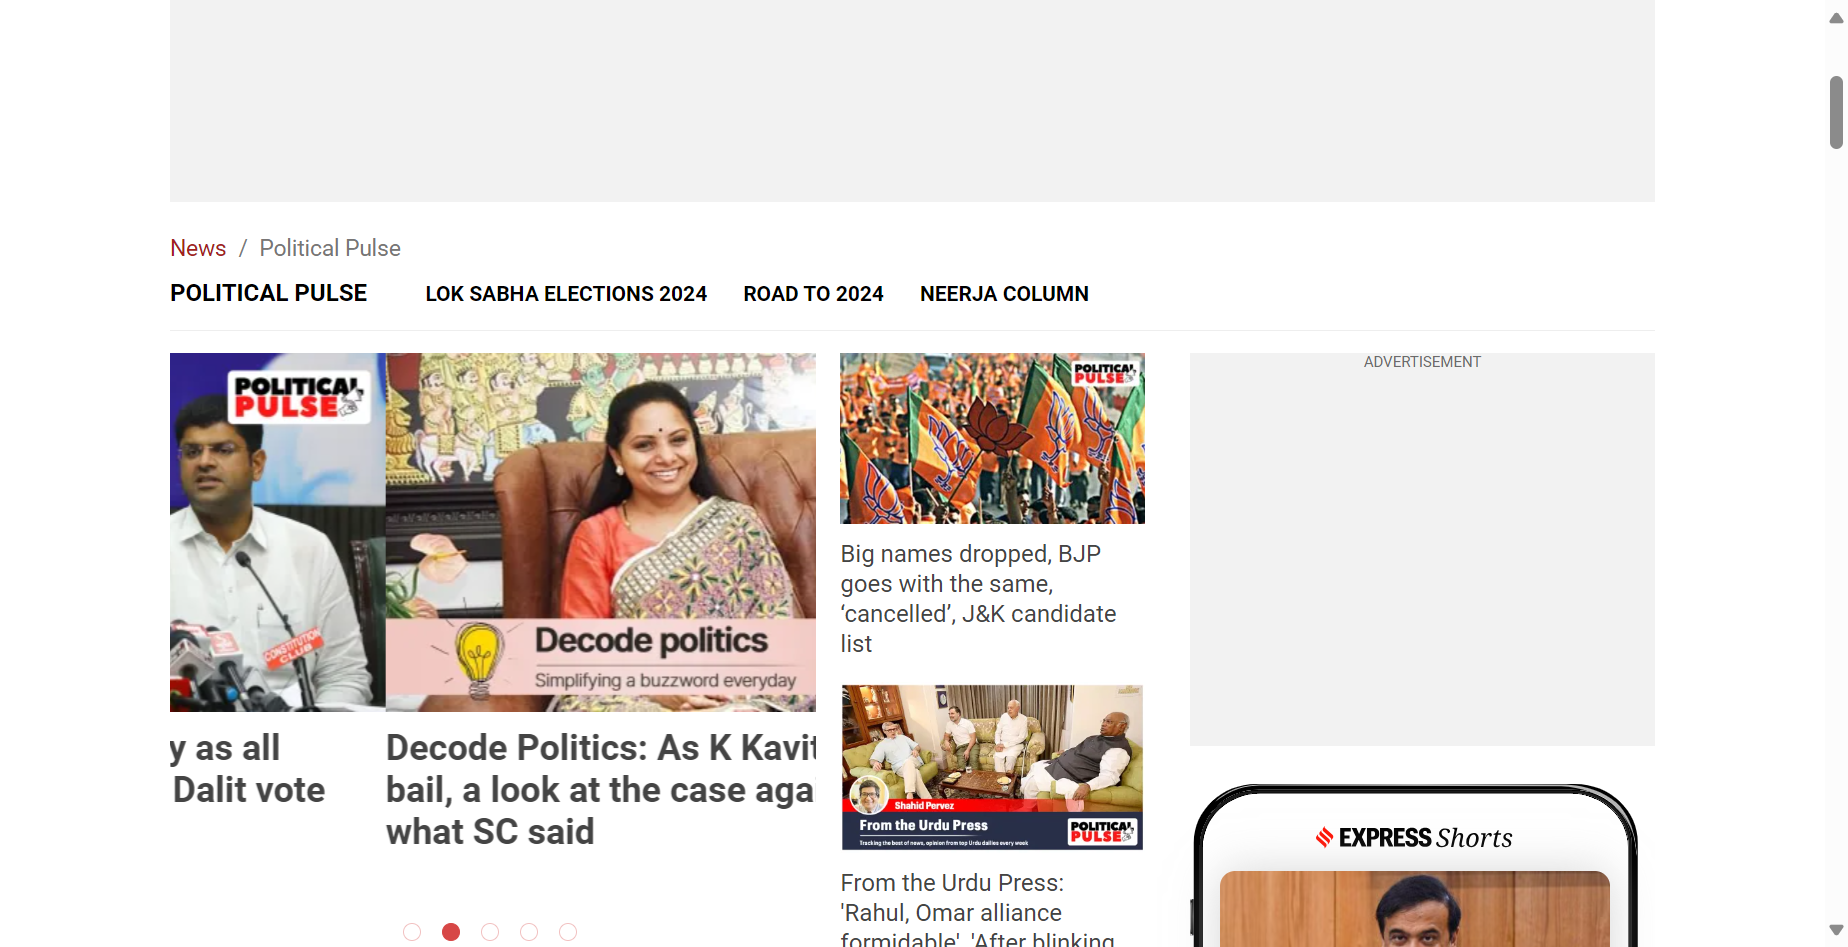 News / Political Pulse
POLITICAL PULSE LOK SABHA ELECTIONS 2024 ROAD TO 2024 NEERJA COLUMN
POLITICAL
PULSE
CONSTITUTION
CLUB
y as all
Dalit vote
Decode politics
Simplifying a buzzword everyday
Decode Politics: As K Kavit
bail, a look at the case agai
what SC said
POLITICAL
PULSE
Big names dropped, BJP
goes with the same,
‘cancelled’, J&K candidate
list
Shahid Pervez
From the Urdu Press
Tracking the best of news, opinion from top Urdu dailies every week
POLITICAL
PULSE
From the Urdu Press:
'Rahul, Omar alliance
formidable', 'After blinking
ADVERTISEMENT
EXPRESS Shorts